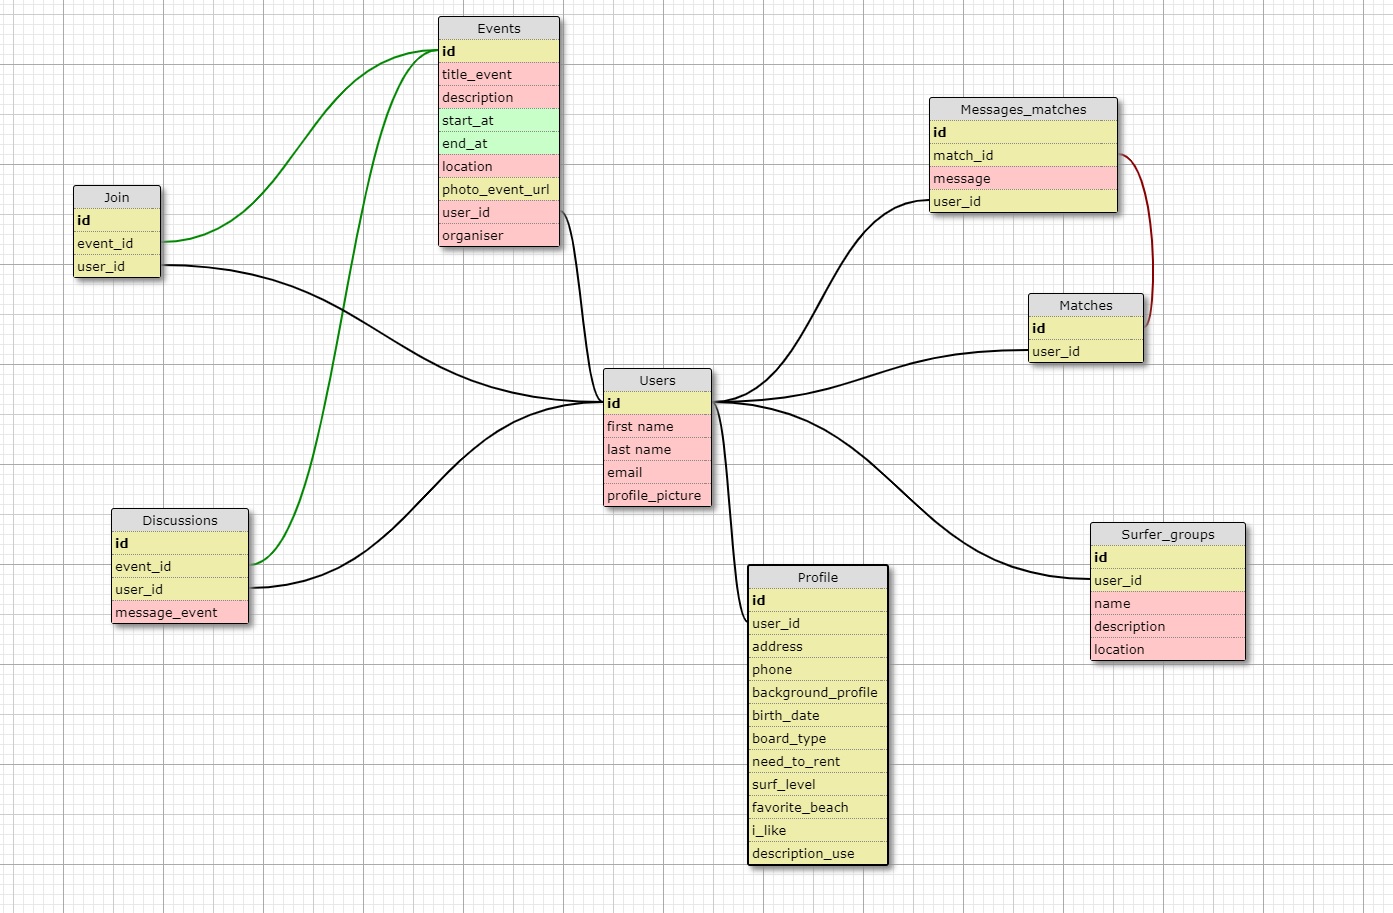 Events
id
title_event
description
start_at
end_at
location
photo_event_url
user_id
organiser
Messages_matches
id
match_id
message
user_id
Join
id
event_id
user_id
Matches
id
user_id
Users
id
first name
last name
email
profile_picture
Discussions
id
event_id
user_id
message_event
Surfer_groups
id
user_id
name
description
location
Profile
id
user_id
address
phone
background_profile
birth_date
board_type
need_to_rent
surf_level
favorite_beach
i_like
description_use